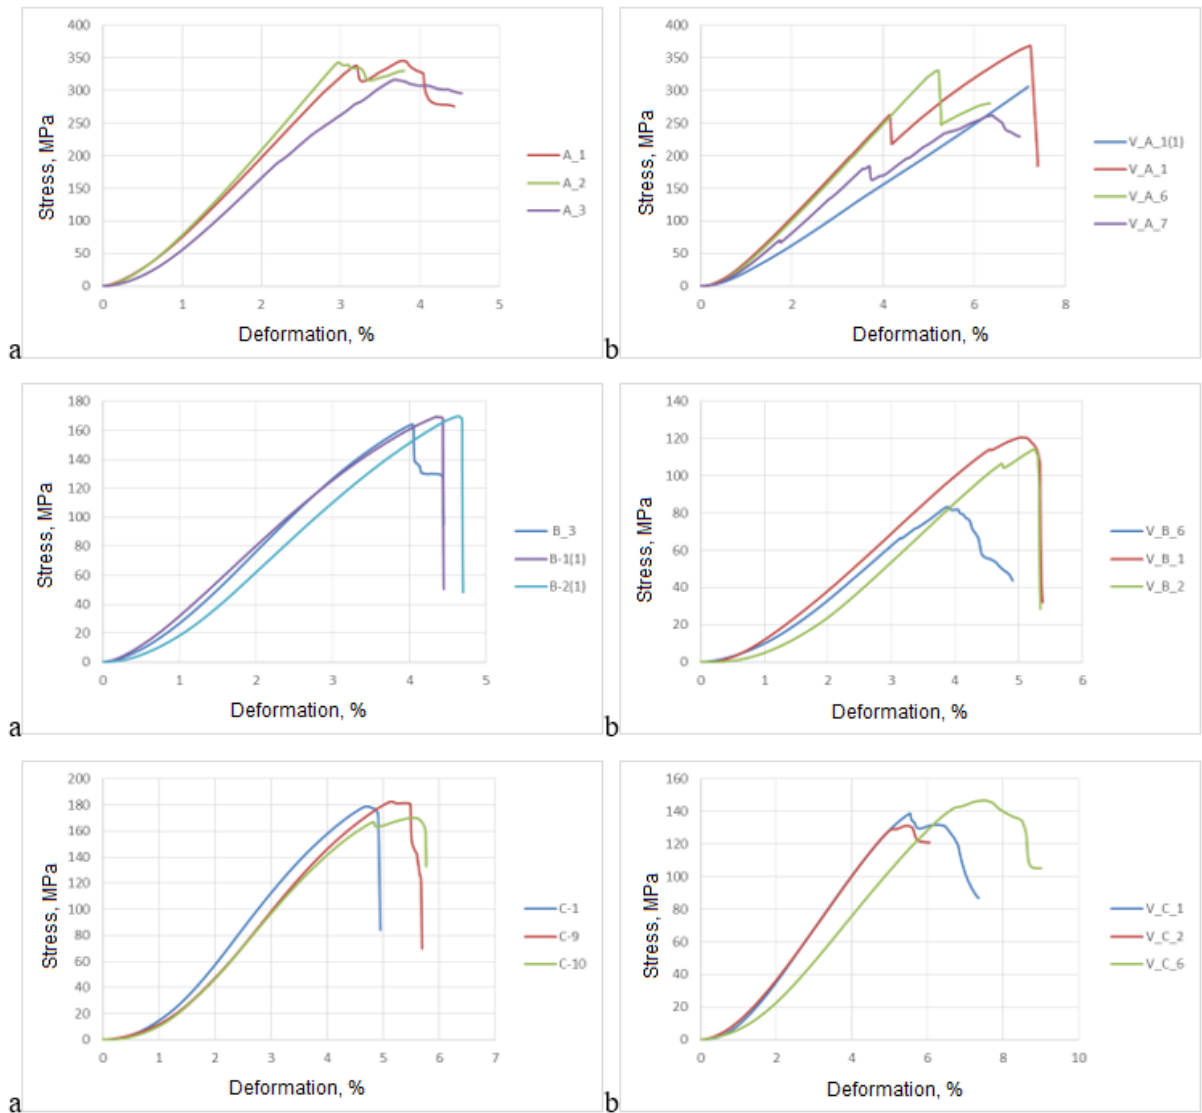 400
350
300
250
200
150
100
50
0
Stress, MPa
0 1 2 3 4 5
Deformation, %
A_1
A_2
A_3
a
400
350
300
250
200
150
100
50
0
Stress, MPa
0 2 4 6 8
Deformation, %
V_A_1(1)
V_A_1
V_A_6
V_A_7
b
180
160
140
120
100
80
60
40
20
0
Stress, MPa
0 1 2 3 4 5
Deformation, %
B_3
B-1(1)
B-2(1)
a
140
120
100
80
60
40
20
0
Stress, MPa
0 1 2 3 4 5 6
Deformation, %
V_B_6
V_B_1
V_B_2
b
200
180
160
140
120
100
80
60
40
20
0
Stress, MPa
0 1 2 3 4 5 6 7
Deformation, %
C-1
C-9
C-10
a
160
140
120
100
80
60
40
20
0
Stress, MPa
0 2 4 6 8 10
Deformation, %
V_C_1
V_C_2
V_C_6
b